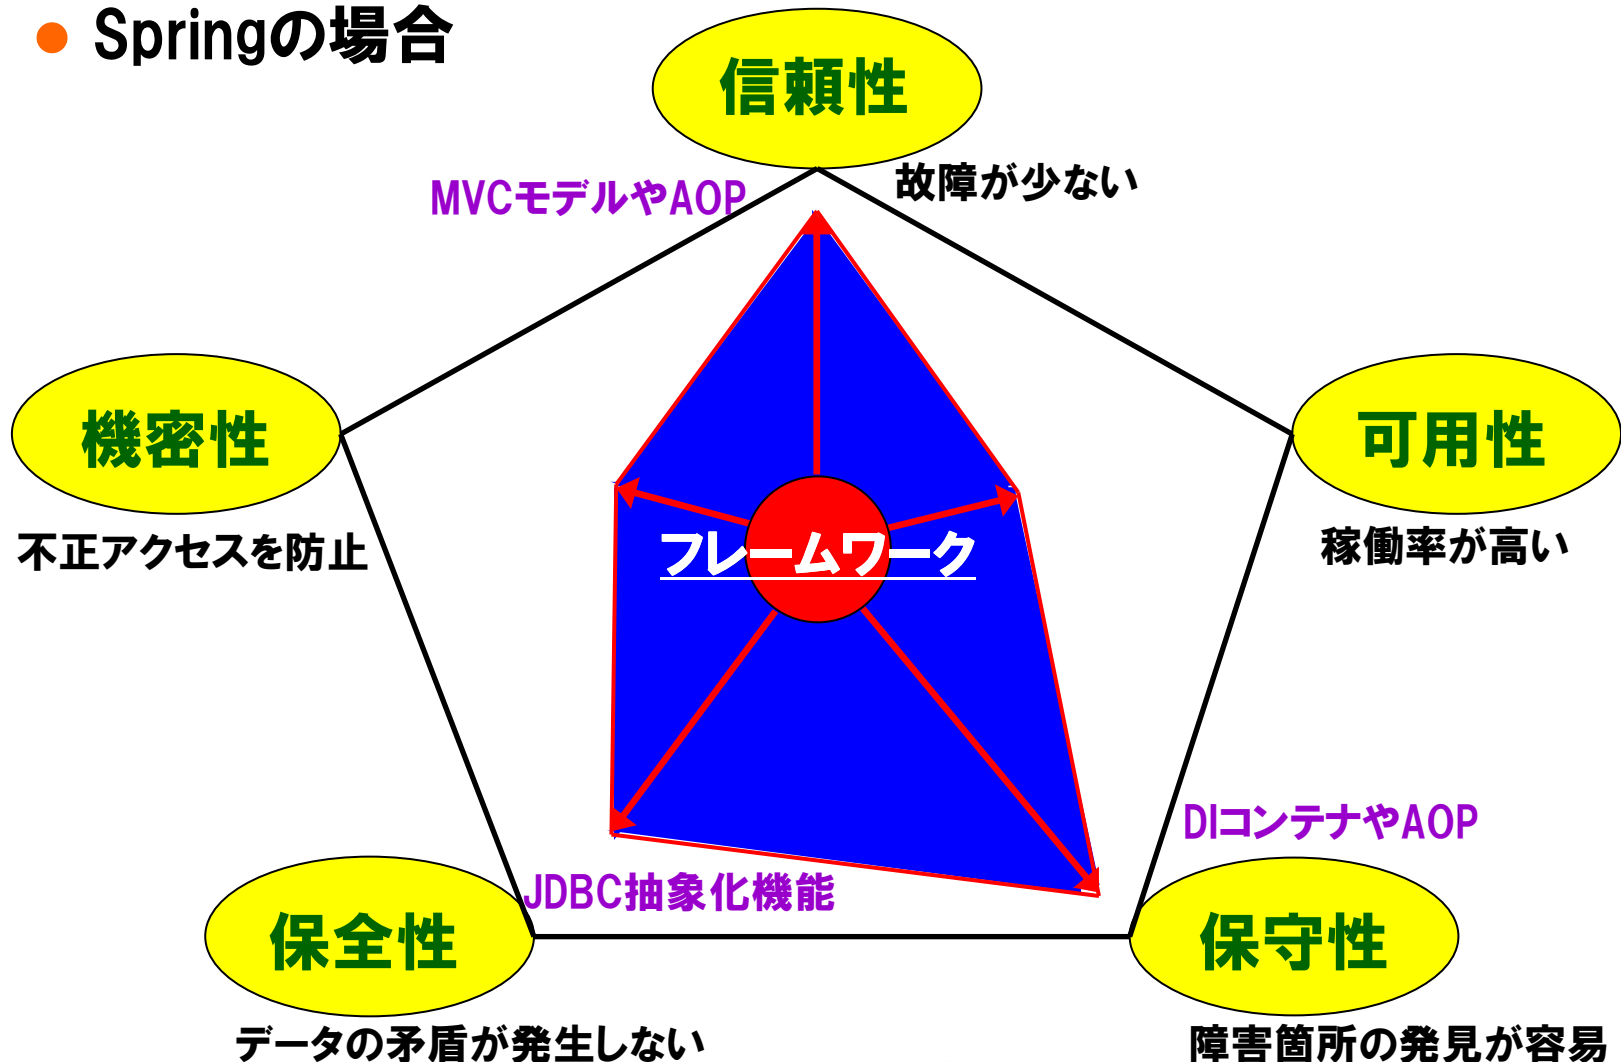 Springの場合
信頼性
故障が少ない
MVCモデルやAOP
機密性
不正アクセスを防止
可用性
稼働率が高い
フレームワーク
DIコンテナやAOP
JDBC抽象化機能
保全性
データの矛盾が発生しない
保守性
障害箇所の発見が容易